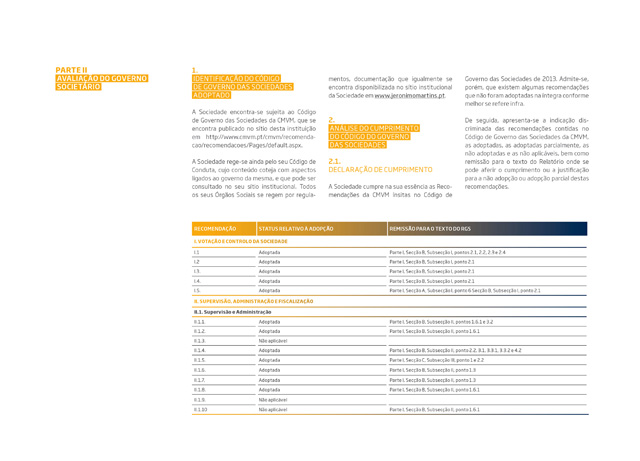 PARTE II
AVALIAÇÃO DO GOVERNO
SOCIETÁRIO
1.
IDENTIFICAÇÃO DO CÓDIGO
DE GOVERNO DAS SOCIEDADES
ADOPTADO
A Sociedade encontra-se sujeita ao Código
de Governo das Sociedades da CMVM, que se
encontra publicado no sítio desta instituição
em http://www.cmvm.pt/cmvm/recomenda-
cao/recomendacoes/Pages/default.aspx.
A Sociedade rege-se ainda pelo seu Código de
Conduta, cujo conteúdo coteja com aspectos
ligados ao governo da mesma, e que pode ser
consultado no seu sítio institucional. Todos
os seus Órgãos Sociais se regem por regula-
mentos, documentação que igualmente se
encontra disponibilizada no sítio institucional
da Sociedade em www.jeronimomartins.pt.
2.
ANÁLISE DO CUMPRIMENTO
DO CÓDIGO DO GOVERNO
DAS SOCIEDADES
2.1.
DECLARAÇÃO DE CUMPRIMENTO
A Sociedade cumpre na sua essência as Reco-
mendações da CMVM ínsitas no Código de
Governo das Sociedades de 2013. Admite-se,
porém, que existem algumas recomendações
que não foram adoptadas na íntegra conforme
melhor se refere infra.
De seguida, apresenta-se a indicação dis-
criminada das recomendações contidas no
Código de Governo das Sociedades da CMVM,
as adoptadas, as adoptadas parcialmente, as
não adoptadas e as não aplicáveis, bem como
remissão para o texto do Relatório onde se
pode aferir o cumprimento ou a justificação
para a não adopção ou adopção parcial destas
recomendações.
RECOMENDAÇÃO STATUS RELATIVO À ADOPÇÃO REMISSÃO PARA O TEXTO DO RGS
I. VOTAÇÃO E CONTROLO DA SOCIEDADE
I.1. Adoptada Parte I, Secção B, Subsecção I, pontos 2.1, 2.2, 2.3 e 2.4
I.2. Adoptada Parte I, Secção B, Subsecção I, ponto 2.1
I.3. Adoptada Parte I, Secção B, Subsecção I, ponto 2.1
I.4. Adoptada Parte I, Secção B, Subsecção I, ponto 2.1
I.5. Adoptada Parte I, Secção A, Subsecção I, ponto 6 Secção B, Subsecção I, ponto 2.1
II. SUPERVISÃO, ADMINISTRAÇÃO E FISCALIZAÇÃO
II.1. Supervisão e Administração
II.1.1. Adoptada Parte I, Secção B, Subsecção II, pontos 1.6.1 e 3.2
II.1.2. Adoptada Parte I, Secção B, Subsecção II, ponto 1.6.1
II.1.3. Não aplicável
II.1.4. Adoptada Parte I, Secção B, Subsecção II, ponto 2.2, 3.1, 3.3.1, 3.3.2 e 4.2
II.1.5. Adoptada Parte I, Secção C, Subsecção III, ponto 1 e 2.2
II.1.6. Adoptada Parte I, Secção B, Subsecção II, ponto 1.3
II.1.7. Adoptada Parte I, Secção B, Subsecção II, ponto 1.3
II.1.8. Adoptada Parte I, Secção B, Subsecção II, ponto 1.6.1
II.1.9. Não aplicável
II.1.10. Não aplicável Parte I, Secção B, Subsecção II, ponto 1.6.1